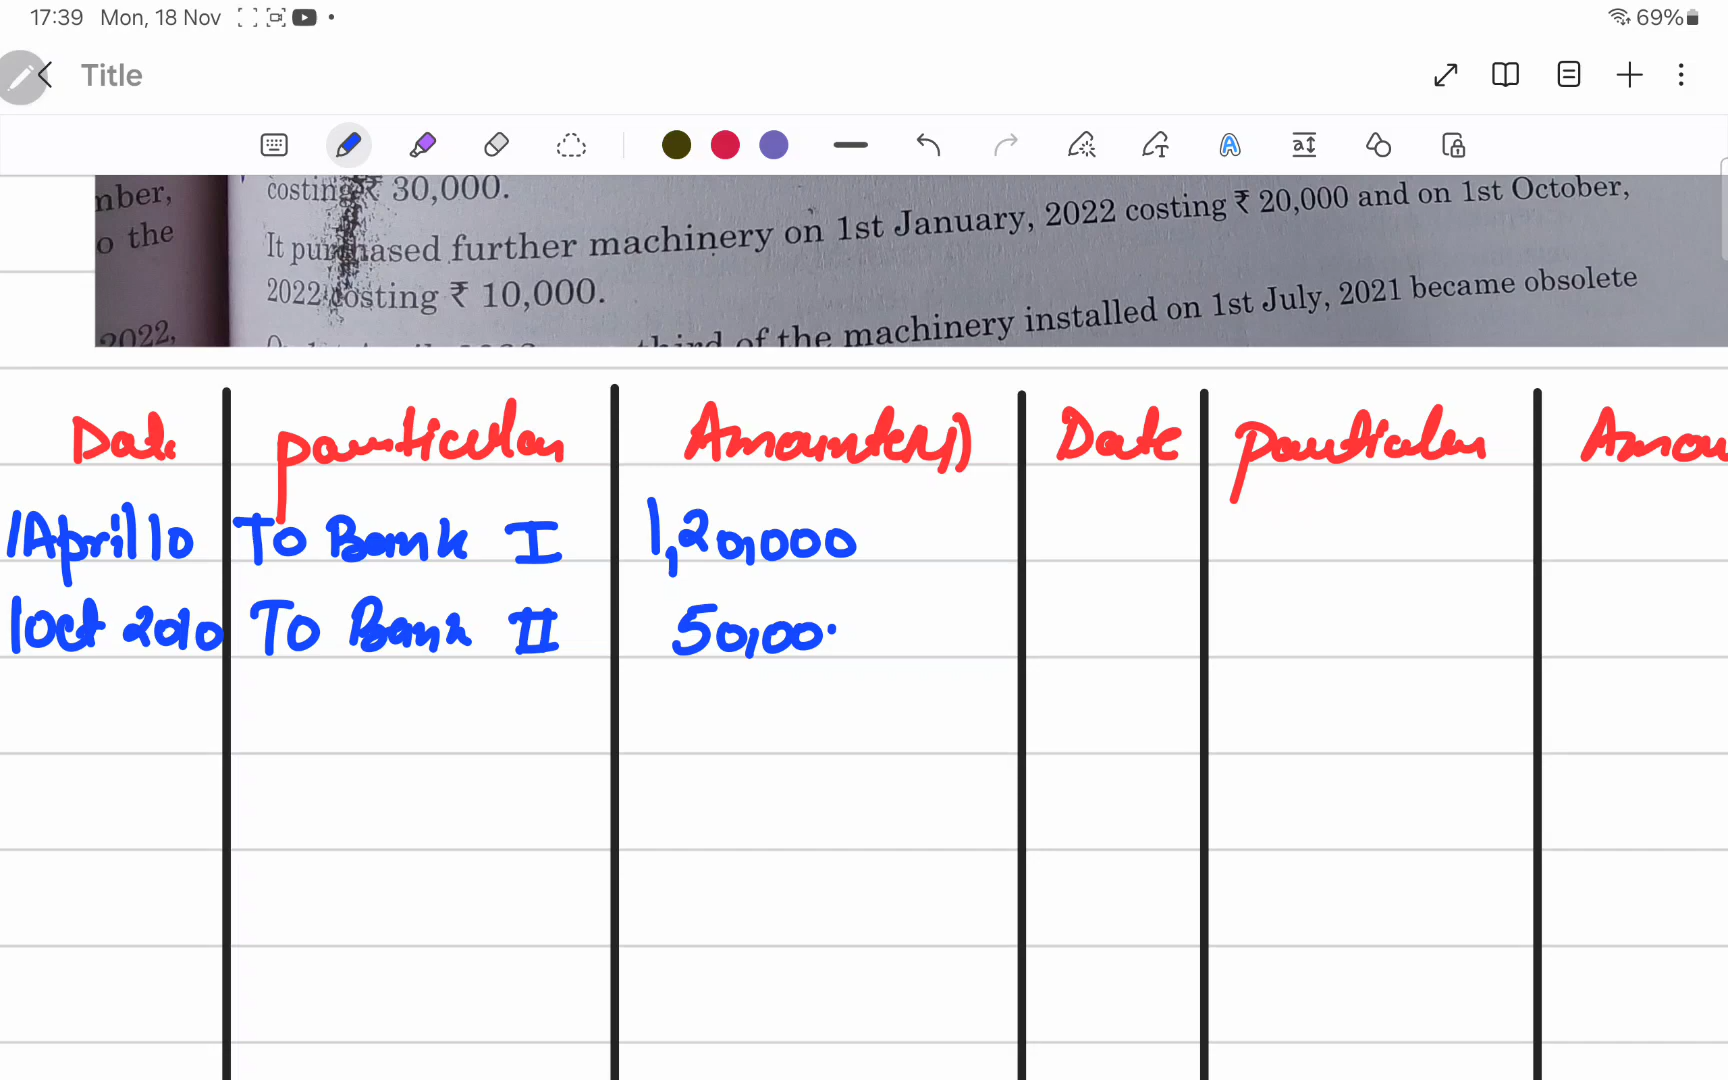 17:39 Mon, 18 Nov 69%
Title
nber, costing ₹ 30,000.
o the It purchased further machinery on 1st January, 2022 costing ₹ 20,000 and on 1st October,
2022 costing ₹ 10,000.
2022, third of the machinery installed on 1st July, 2021 became obsolete
Date particular Amount(₹) Date particular Amou
1April10 To Bank I 1,20,000
1Oct 2010 To Bank II 50,00